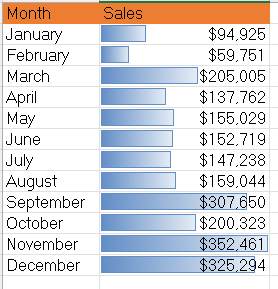 Month Sales
January $94,925
February $59,751
March $205,005
April $137,762
May $155,029
June $152,719
July $147,238
August $159,044
September $307,650
October $200,323
November $352,461
December $325,294